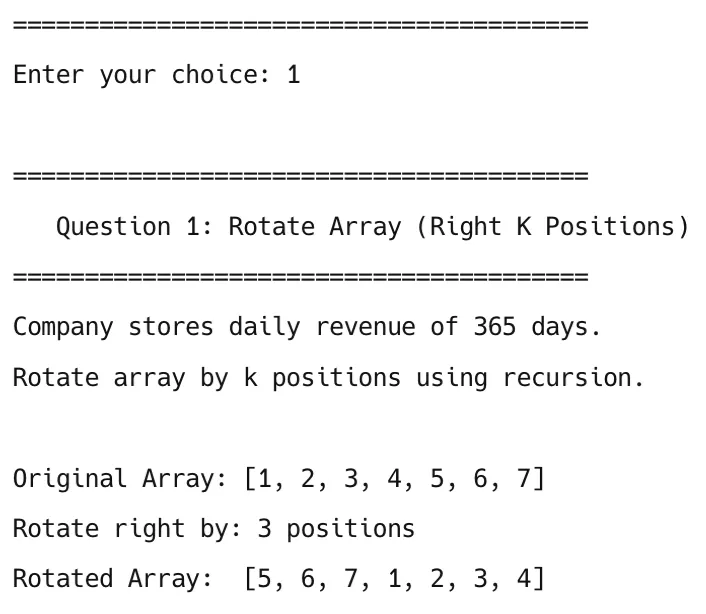 ========================================
Enter your choice: 1
========================================
Question 1: Rotate Array (Right K Positions)
========================================
Company stores daily revenue of 365 days.
Rotate array by k positions using recursion.
Original Array: [1, 2, 3, 4, 5, 6, 7]
Rotate right by: 3 positions
Rotated Array:  [5, 6, 7, 1, 2, 3, 4]